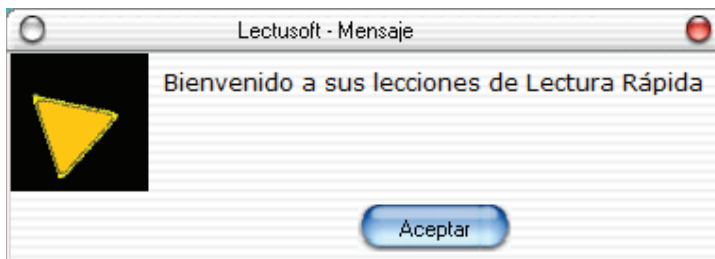 Lectusoft - Mensaje
Bienvenido a sus lecciones de Lectura Rápida
Aceptar